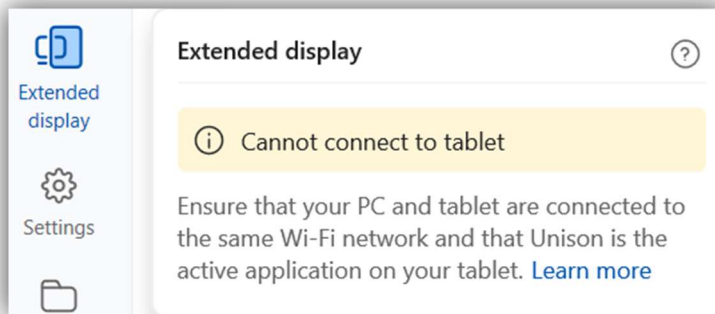 Extended
display
Settings
Extended display
Cannot connect to tablet
Ensure that your PC and tablet are connected to
the same Wi-Fi network and that Unison is the
active application on your tablet. Learn more